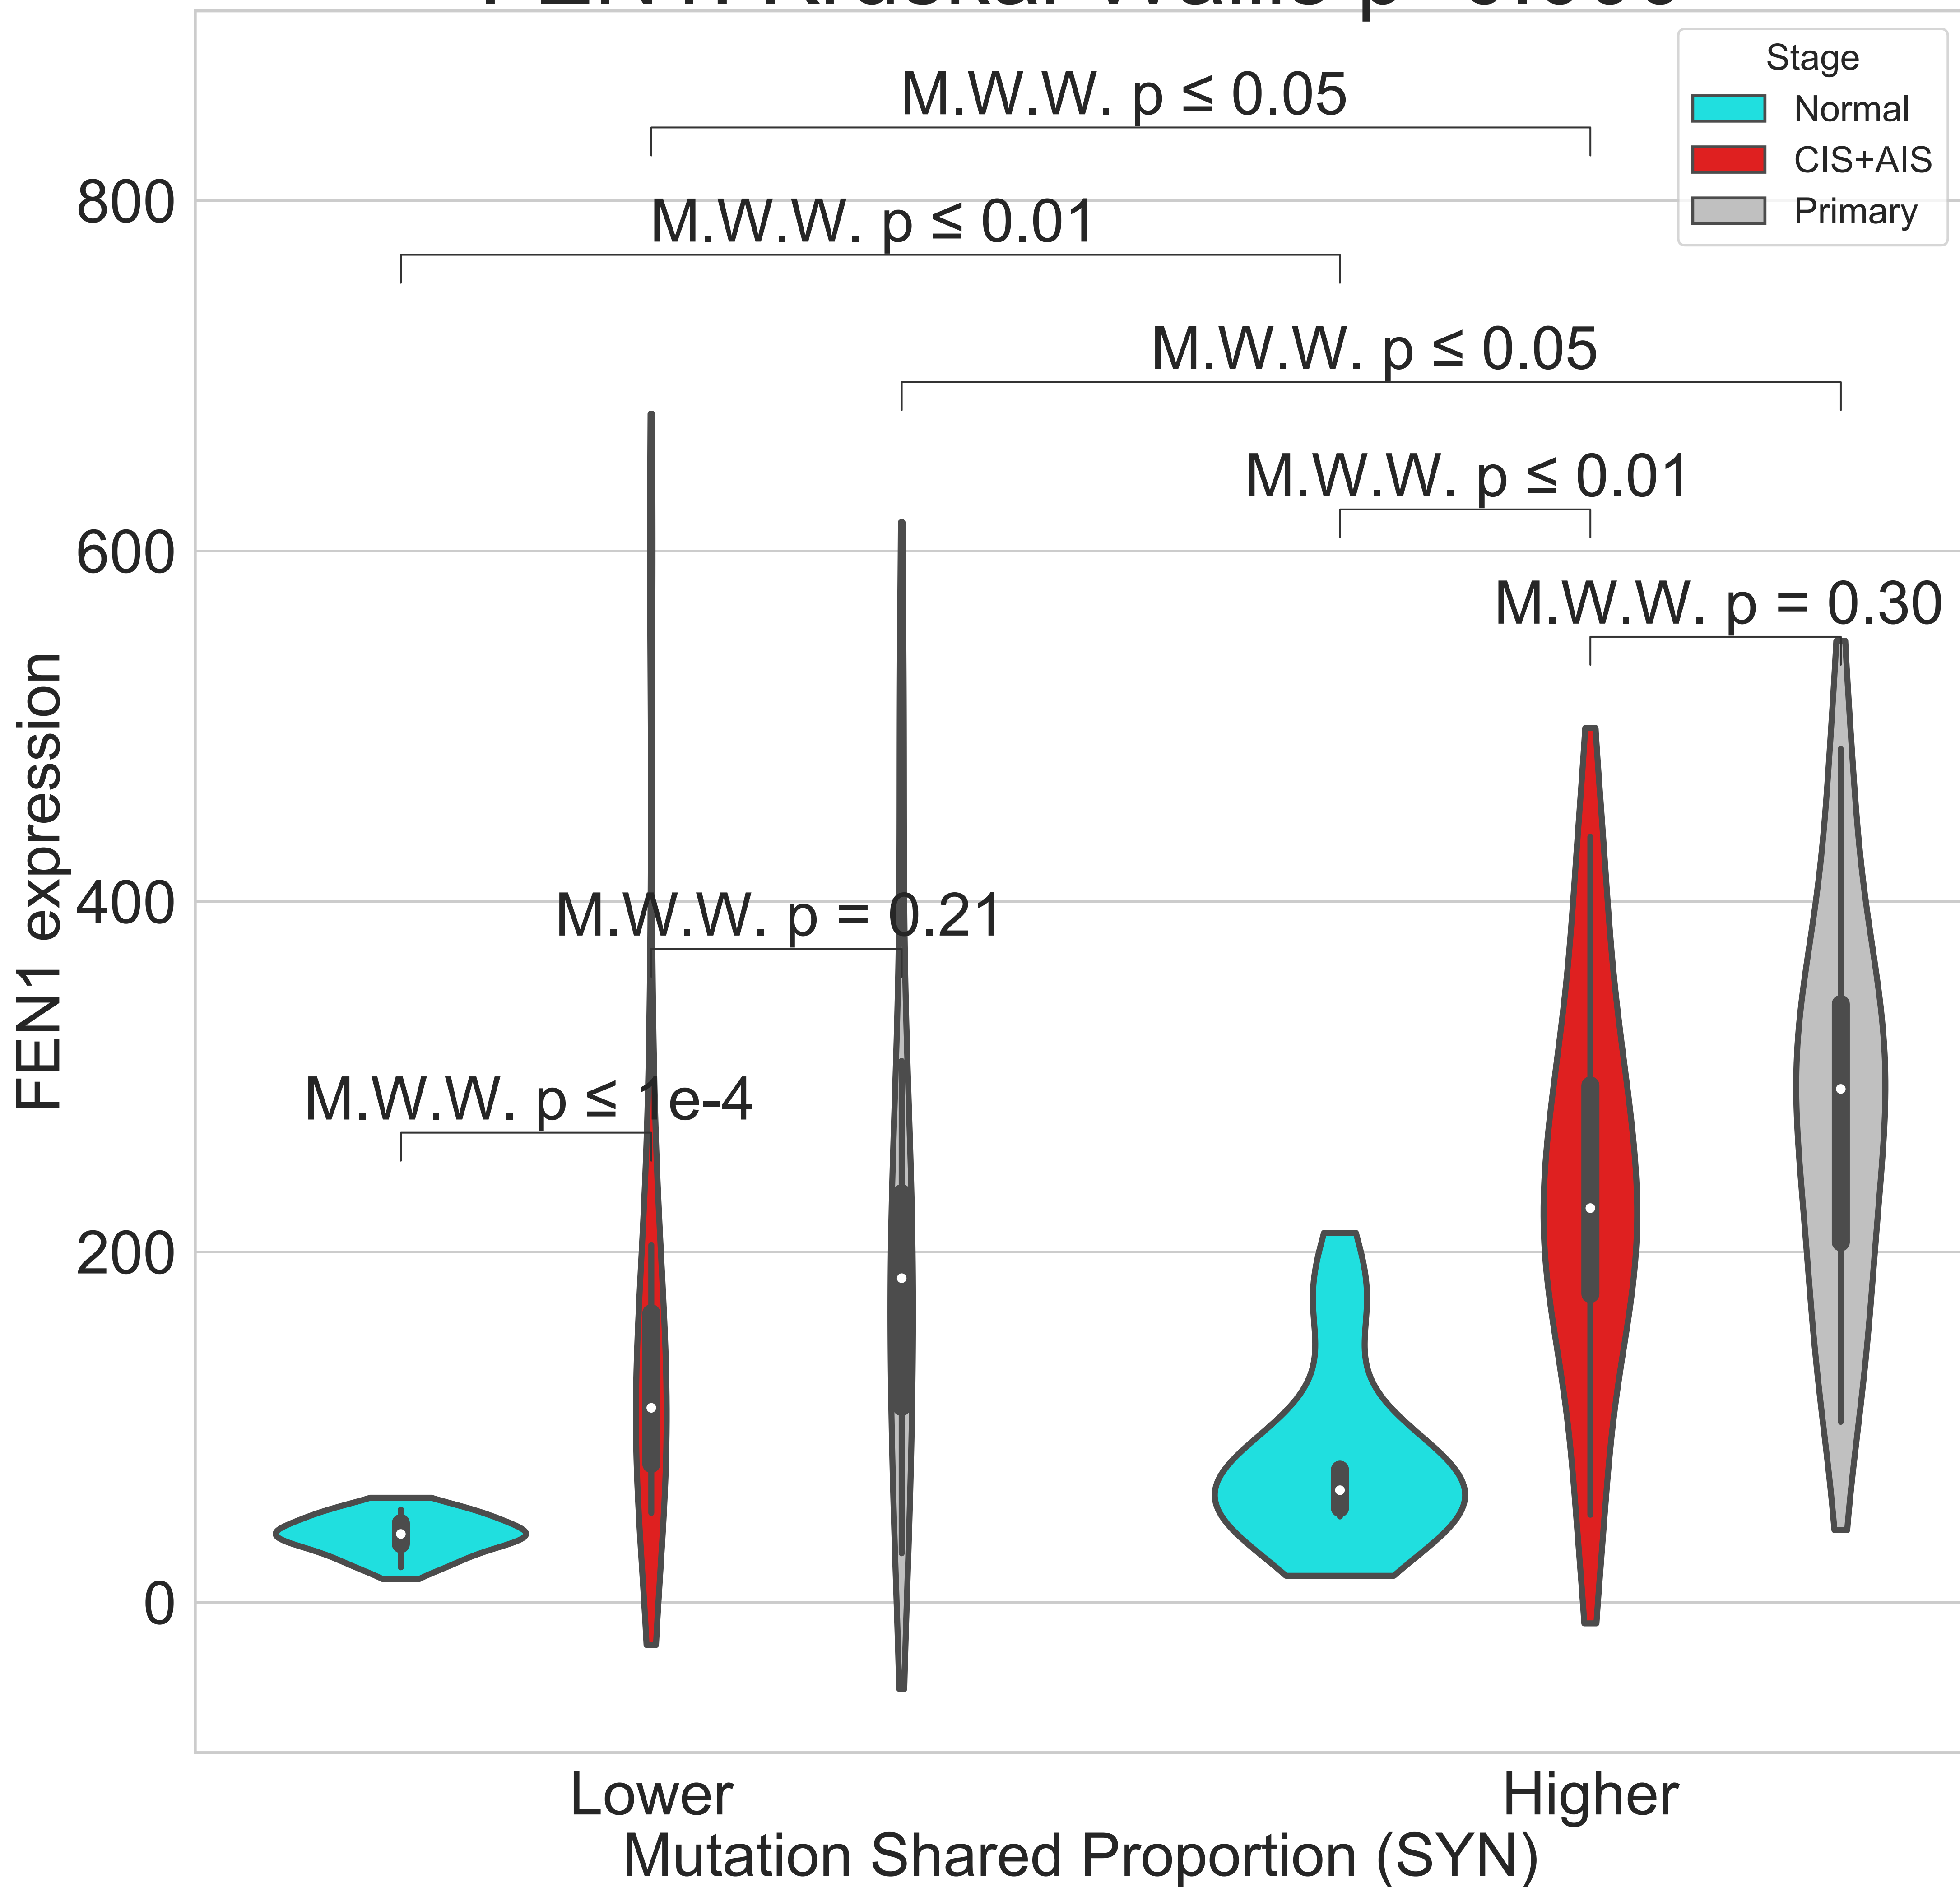 Stage
Normal
CIS+AIS
Primary
M.W.W. p ≤ 0.05
800
M.W.W. p ≤ 0.01
M.W.W. p ≤ 0.05
M.W.W. p ≤ 0.01
600
M.W.W. p = 0.30
FEN1 expression
400
M.W.W. p = 0.21
M.W.W. p ≤ 1e-4
200
0
Lower
Higher
Mutation Shared Proportion (SYN)